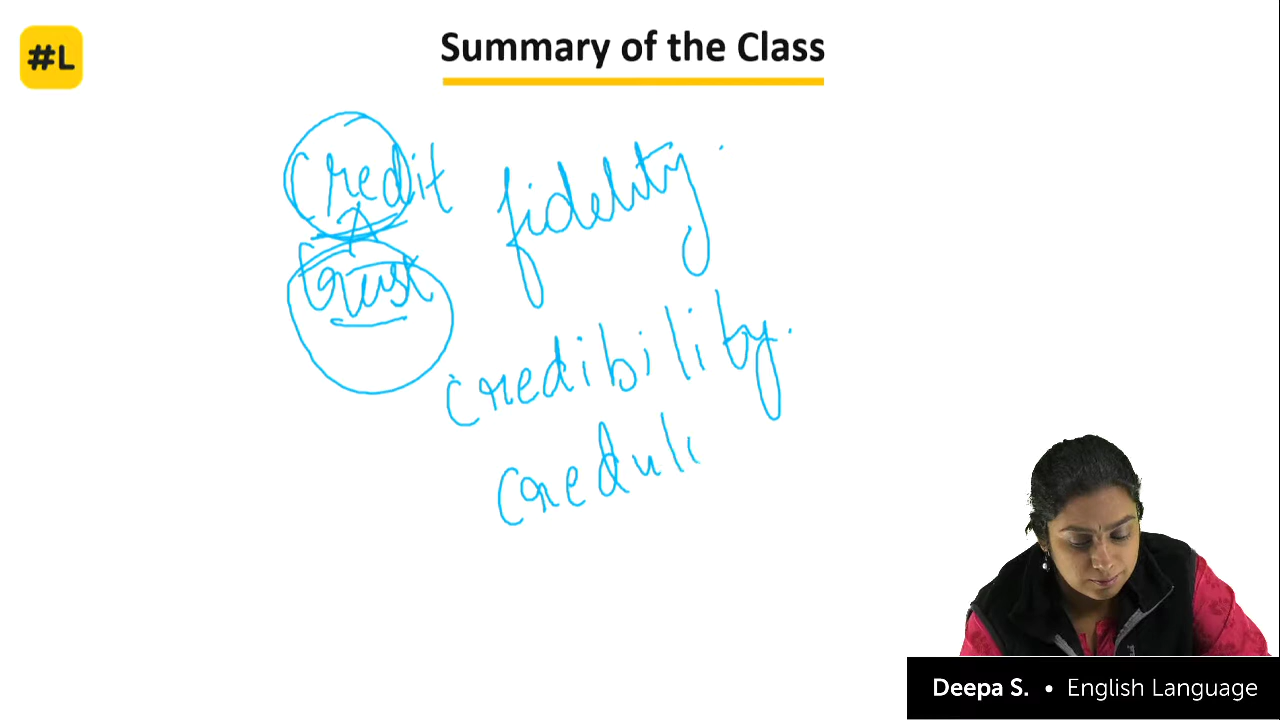 #L
Summary of the Class
Credit fidelity.
trust
credibility.
creduli
Deepa S. • English Language